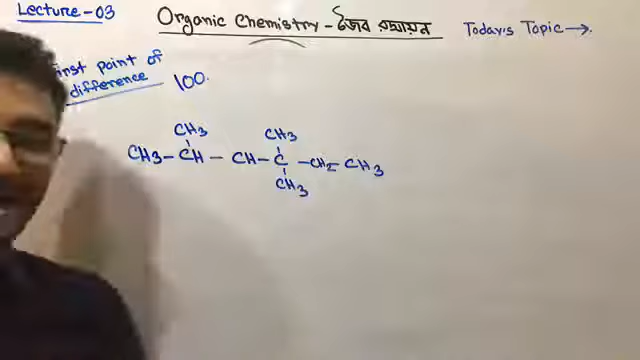 Lecture-03
Organic Chemistry - জৈব রসায়ন
Today's Topic →
irst point of
difference
100.
CH3 CH3
CH3 - CH - CH - C - CH2 - CH3
CH3